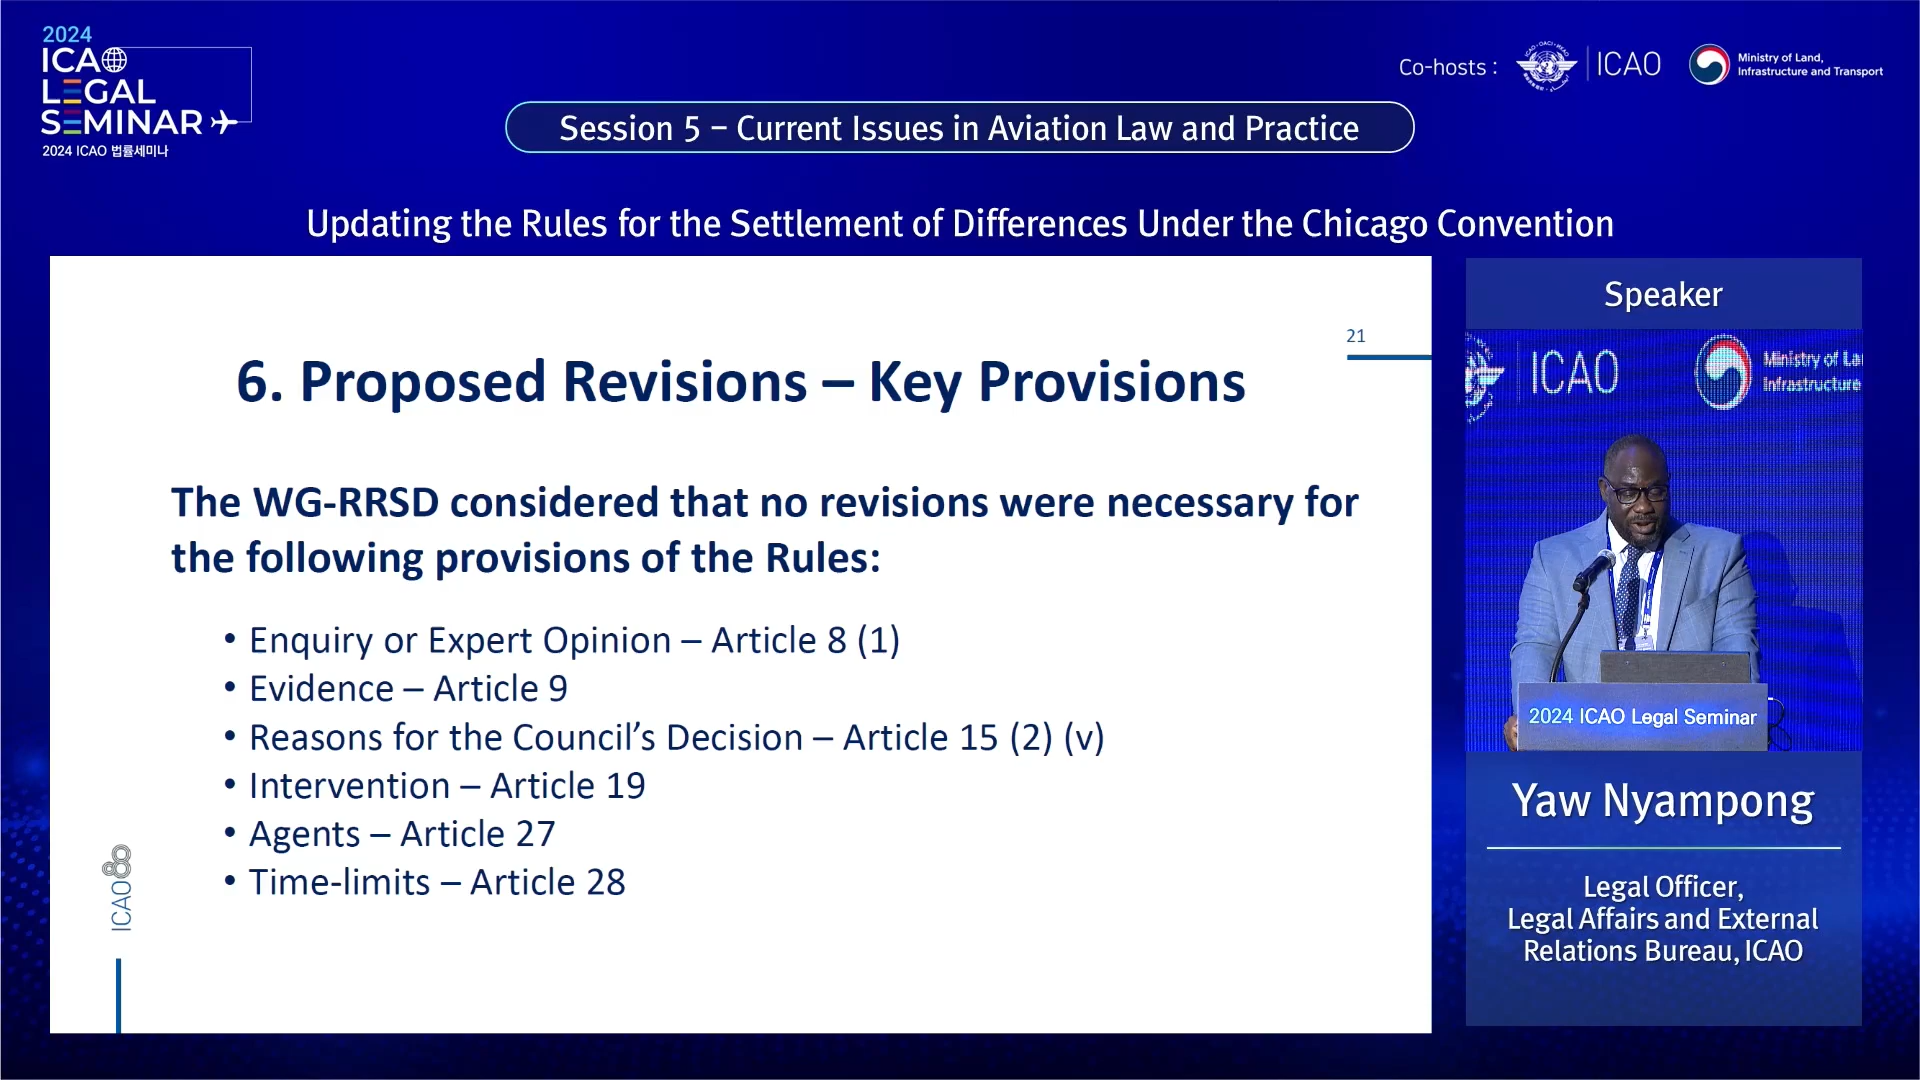 2024
ICAO
LEGAL
SEMINAR
2024 ICAO 법률세미나
Co-hosts :
ICAO
Ministry of Land,
Infrastructure and Transport
Session 5 – Current Issues in Aviation Law and Practice
Updating the Rules for the Settlement of Differences Under the Chicago Convention
21
6. Proposed Revisions – Key Provisions
The WG-RRSD considered that no revisions were necessary for
the following provisions of the Rules:
• Enquiry or Expert Opinion – Article 8 (1)
• Evidence – Article 9
• Reasons for the Council’s Decision – Article 15 (2) (v)
• Intervention – Article 19
• Agents – Article 27
• Time-limits – Article 28
ICAO80
Speaker
ICAO
Ministry of La
Infrastructure
2024 ICAO Legal Seminar
Yaw Nyampong
Legal Officer,
Legal Affairs and External
Relations Bureau, ICAO